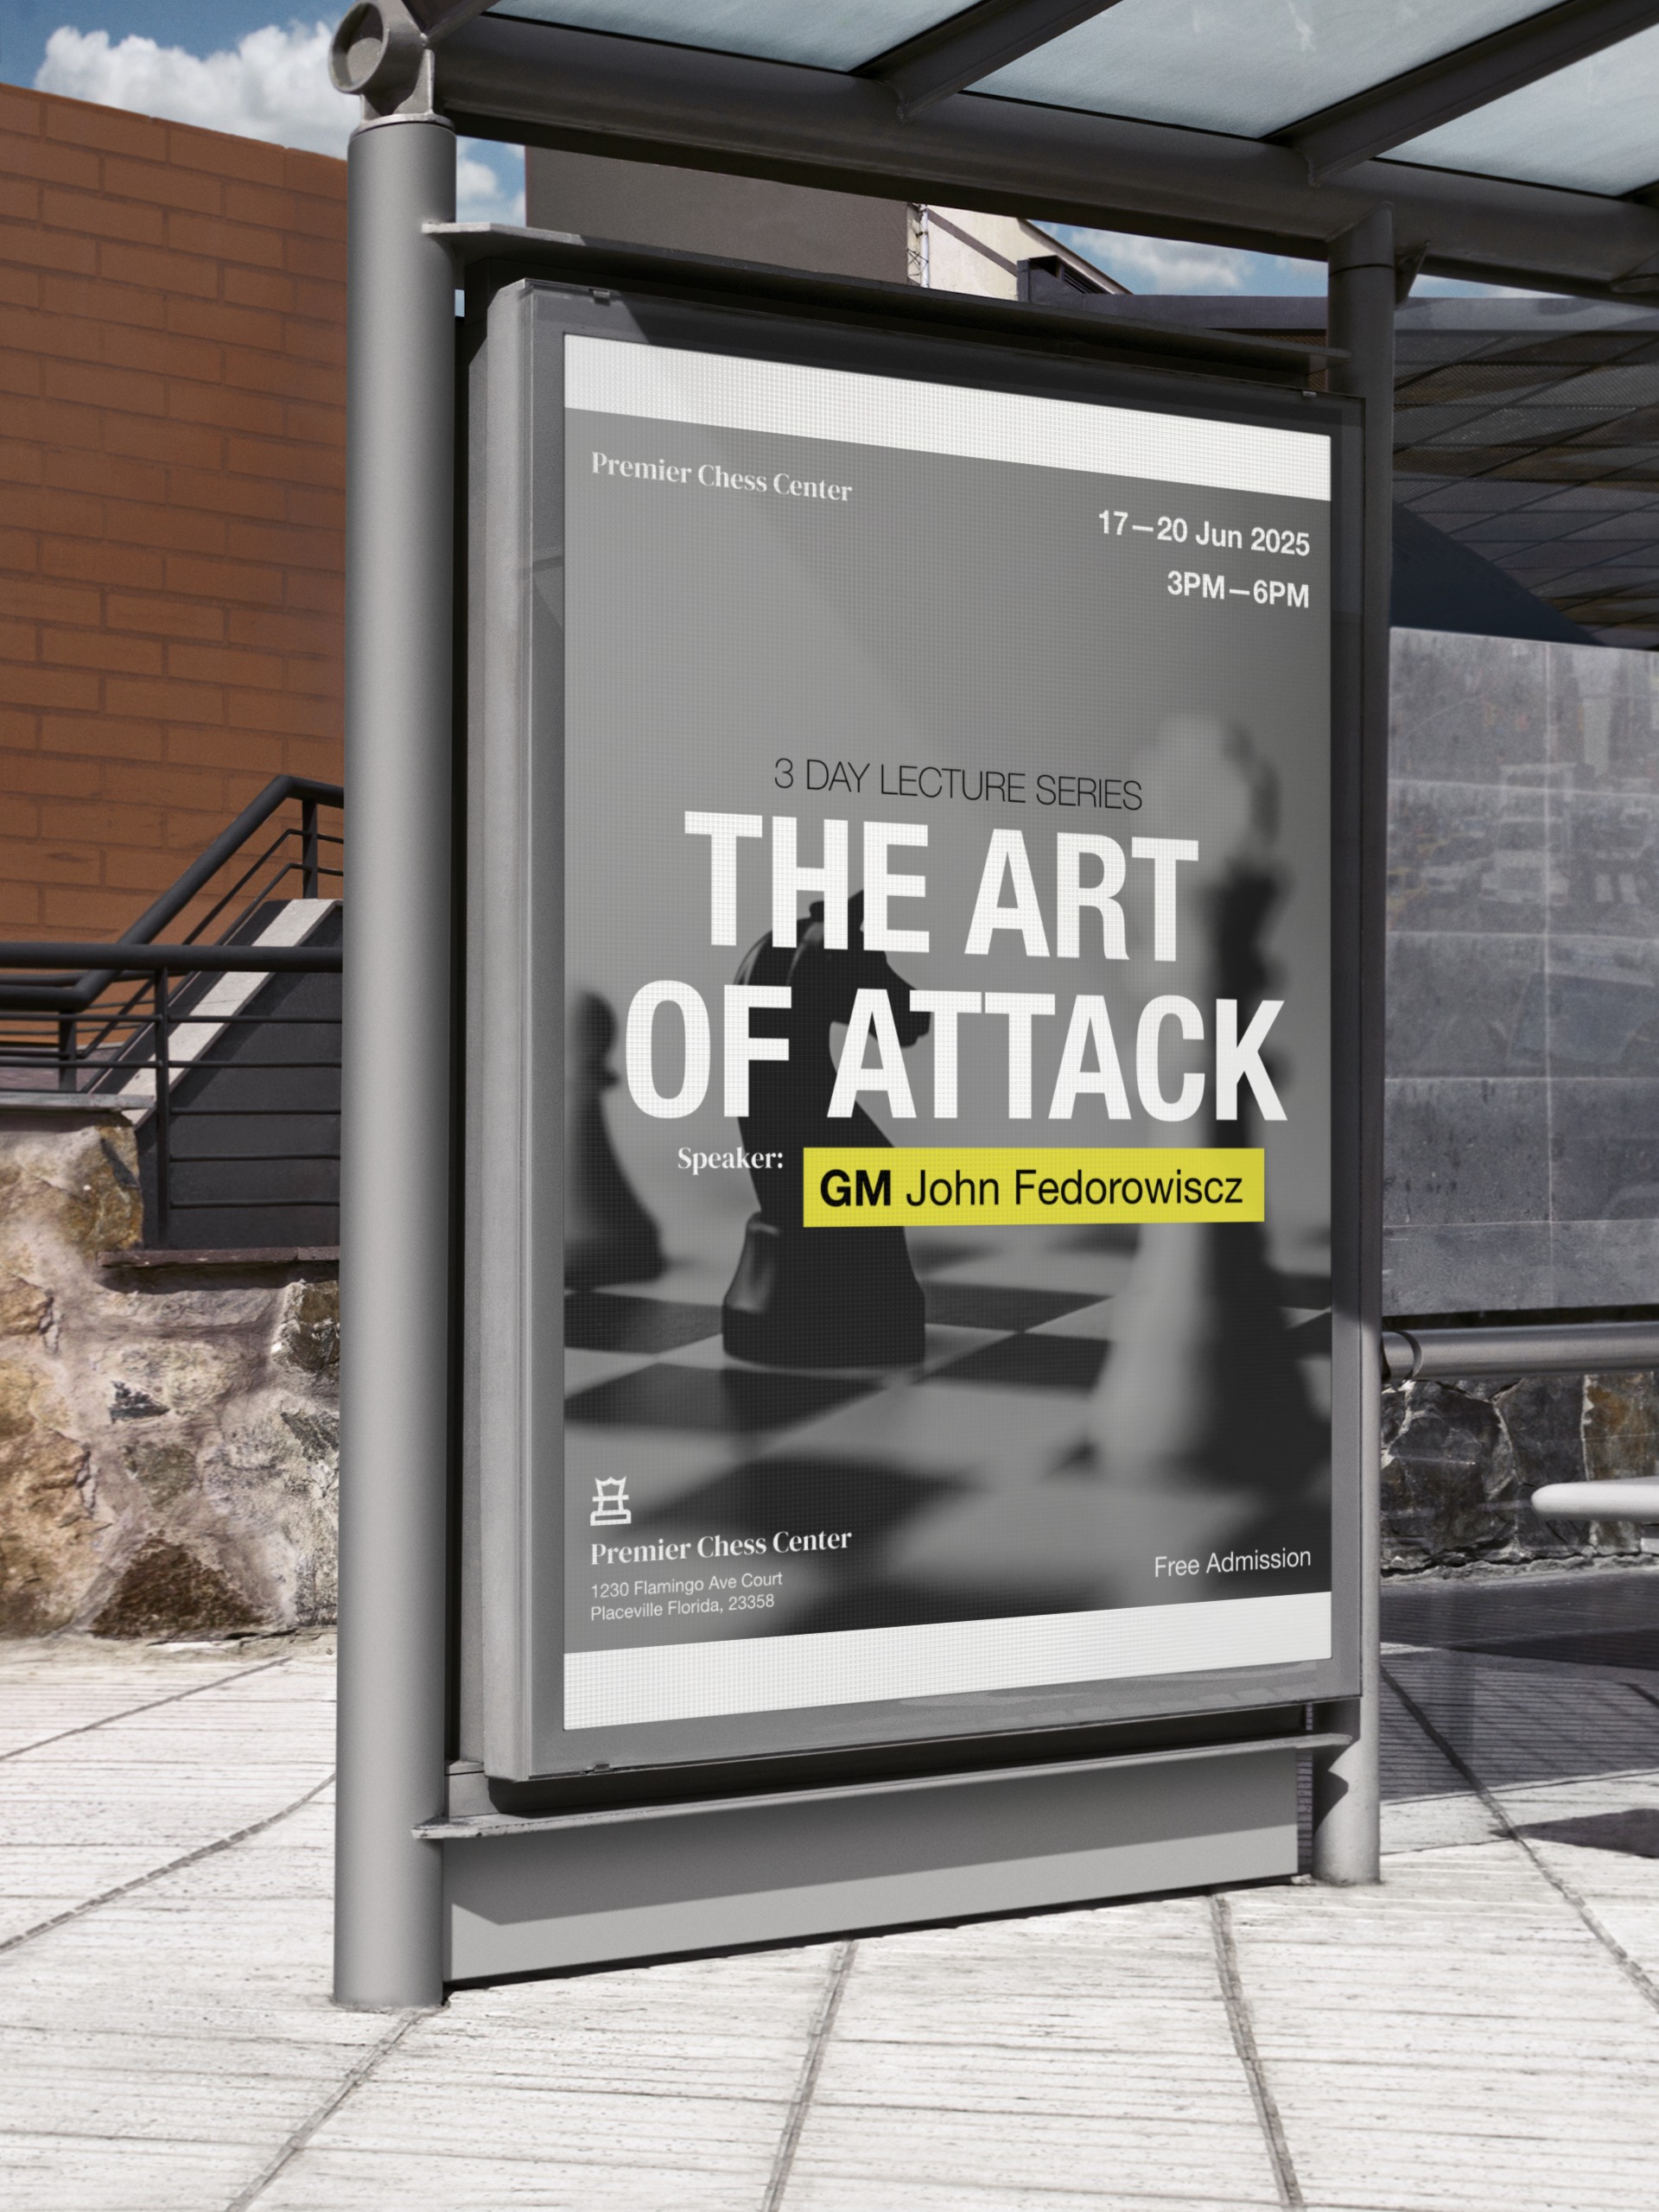 Premier Chess Center
17—20 Jun 2025
3PM—6PM
3 DAY LECTURE SERIES
THE ART
OF ATTACK
Speaker:
GM John Fedorowiscz
Premier Chess Center
1230 Flamingo Ave Court
Placeville Florida, 23358
Free Admission